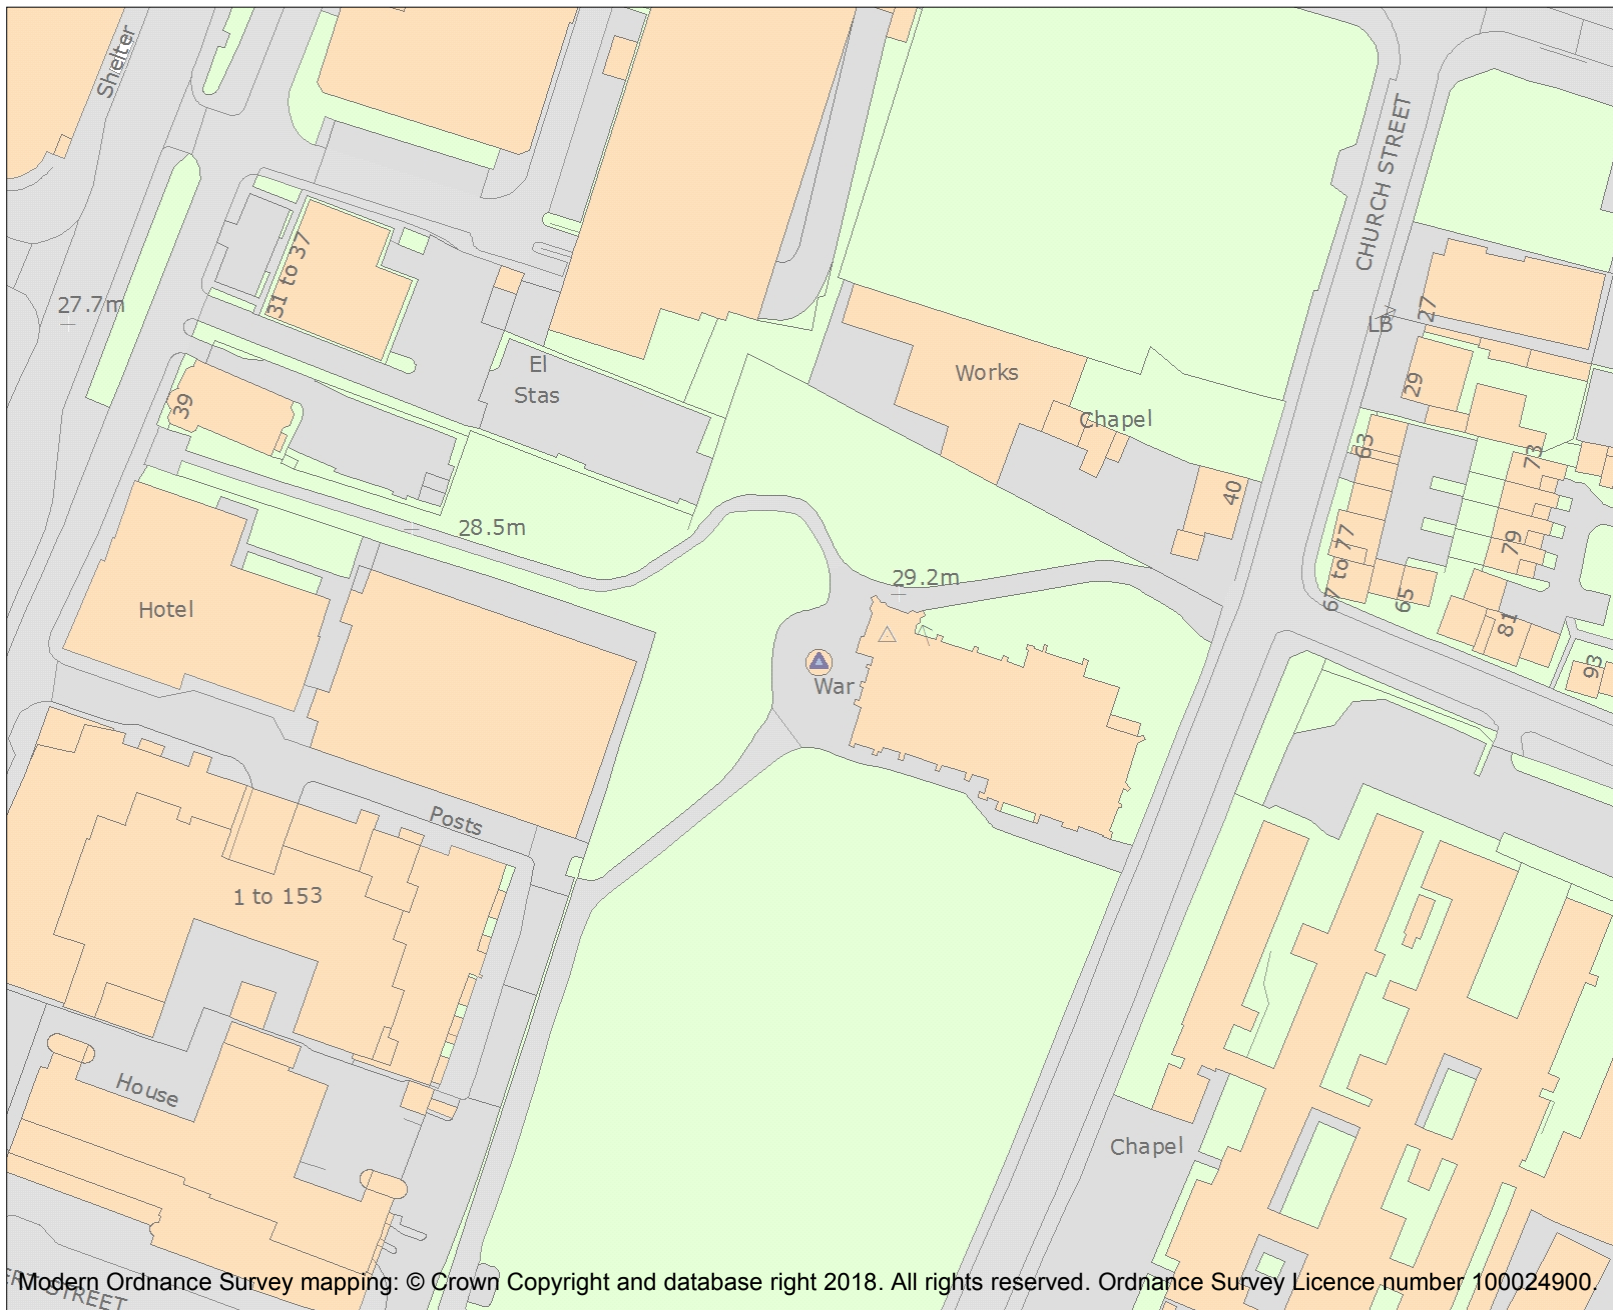 Shelter
CHURCH STREET
31 to 37
27.7m
27
LB
El
Stas
Works
29
39
Chapel
63
73
40
28.5m
79
67 to 77
29.2m
65
Hotel
81
93
War
Posts
1 to 153
House
Chapel
STREET
Modern Ordnance Survey mapping: © Crown Copyright and database right 2018. All rights reserved. Ordnance Survey Licence number 100024900.